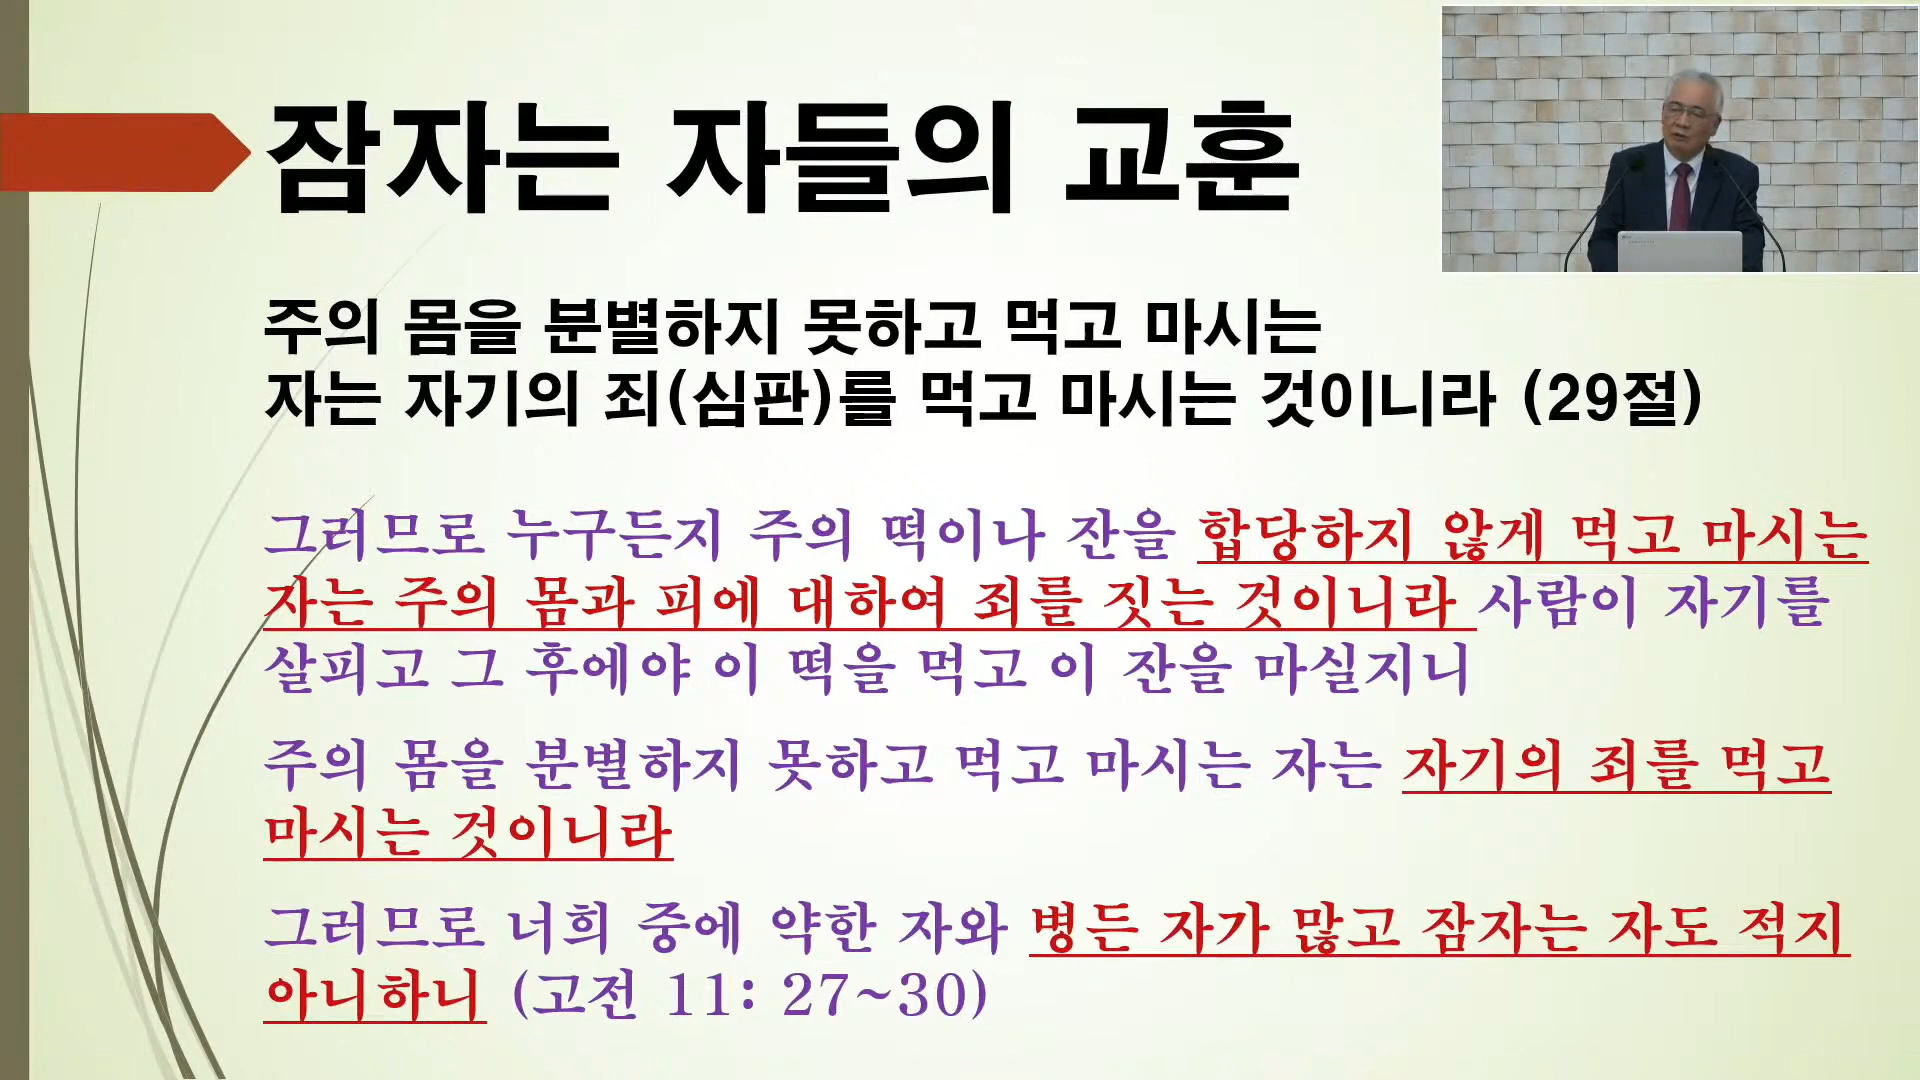 잠자는 자들의 교훈
주의 몸을 분별하지 못하고 먹고 마시는
자는 자기의 죄(심판)를 먹고 마시는 것이니라 (29절)
그러므로 누구든지 주의 떡이나 잔을 합당하지 않게 먹고 마시는
자는 주의 몸과 피에 대하여 죄를 짓는 것이니라 사람이 자기를
살피고 그 후에야 이 떡을 먹고 이 잔을 마실지니
주의 몸을 분별하지 못하고 먹고 마시는 자는 자기의 죄를 먹고
마시는 것이니라
그러므로 너희 중에 약한 자와 병든 자가 많고 잠자는 자도 적지
아니하니 (고전 11: 27~30)